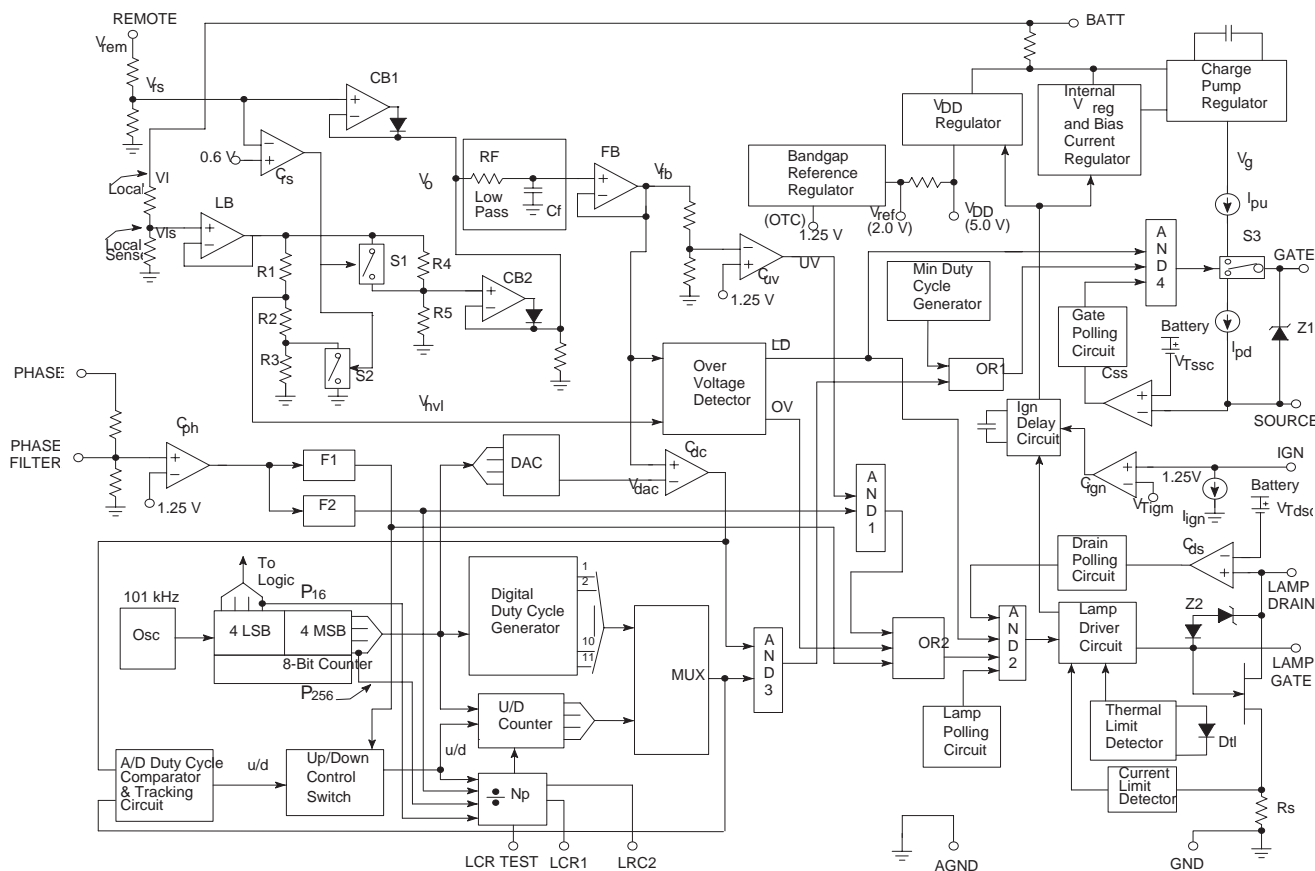 REMOTE
BATT
Vrem
CB1
Charge
Pump
Regulator
Vrs
VDD
Regulator
Internal
Vreg
and Bias
Current
Regulator
0.6 V
Crs
RF
FB
Vfb
Bandgap
Reference
Regulator
Vg
Local
Vl
Vo
Low
Pass
Cf
Ipu
LB
Vls
Local
Sense
(OTC)
1.25 V
Vref
(2.0 V)
VDD
(5.0 V)
S3
A
N
D
4
GATE
S1
R1
R4
UV
Cuv
Min Duty
Cycle
Generator
CB2
1.25 V
R2
R5
Gate
Polling
Circuit
Battery
VTssc
Ipd
Z1
R3
S2
LD
Css
PHASE
Over
Voltage
Detector
OR1
Vnvl
OV
Ign
Delay
Circuit
SOURCE
Cph
PHASE
FILTER
F1
DAC
Cdc
IGN
Vdac
A
N
D
1
Cign
1.25V
1.25 V
F2
VTigm
Iign
Battery
VTdsc
To
Logic
Drain
Polling
Circuit
Cds
P16
1
2
10
11
Digital
Duty Cycle
Generator
LAMP
DRAIN
101 kHz
Osc
4 LSB
4 MSB
8-Bit Counter
Z2
A
N
D
3
OR2
A
N
D
2
Lamp
Driver
Circuit
MUX
LAMP
GATE
P256
U/D
Counter
Lamp
Polling
Circuit
Thermal
Limit
Detector
Dtl
A/D Duty Cycle
Comparator
& Tracking
Circuit
u/d
Up/Down
Control
Switch
u/d
÷ Np
Current
Limit
Detector
Rs
LCR TEST
LCR1
LRC2
AGND
GND